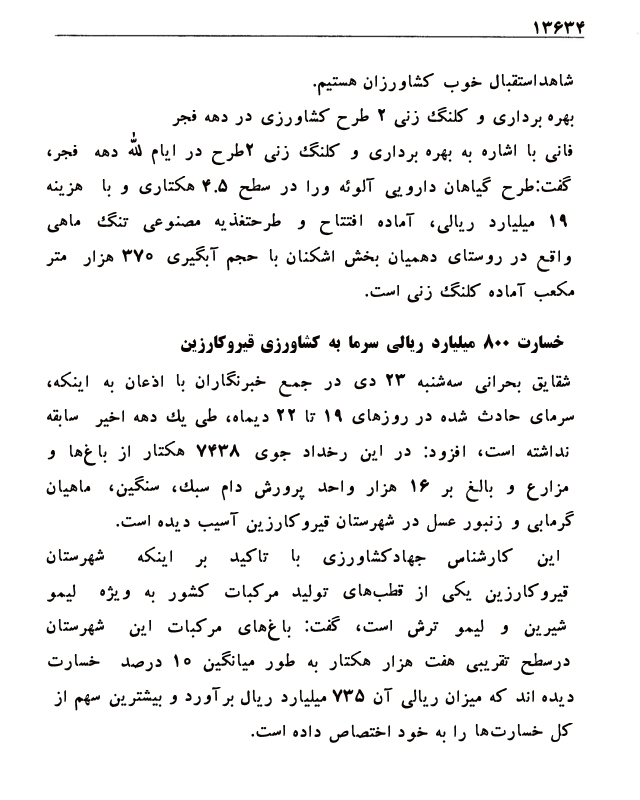 ۱۳۶۳۴
شاهداستقبال خوب کشاورزان هستیم.
بهره برداری و کلنگ زنی ۲ طرح کشاورزی در دهه فجر
فانی با اشاره به بهره برداری و کلنگ زنی ۲طرح در ایام لله دهه فجر،
گفت:طرح گیاهان دارویی آلوئه ورا در سطح ۴.۵ هکتاری و با هزینه
۱۹ میلیارد ریالی، آماده افتتاح و طرحتغذیه مصنوعی تنگ ماهی
واقع در روستای دهمیان بخش اشکنان با حجم آبگیری ۳۷۰ هزار متر
مکعب آماده کلنگ زنی است.
خسارت ۸۰۰ میلیارد ریالی سرما به کشاورزی قیروکارزین
شقایق بحرانی سه‌شنبه ۲۳ دی در جمع خبرنگاران با اذعان به اینکه،
سرمای حادث شده در روزهای ۱۹ تا ۲۲ دیماه، طی یك دهه اخیر سابقه
نداشته است، افزود: در این رخداد جوی ۷۴۳۸ هکتار از باغ‌ها و
مزارع و بالغ بر ۱۶ هزار واحد پرورش دام سبك، سنگین، ماهیان
گرمابی و زنبور عسل در شهرستان قیروکارزین آسیب دیده است.
این کارشناس جهادکشاورزی با تاکید بر اینکه شهرستان
قیروکارزین یکی از قطب‌های تولید مرکبات کشور به ویژه لیمو
شیرین و لیمو ترش است، گفت: باغ‌های مرکبات این شهرستان
درسطح تقریبی هفت هزار هکتار به طور میانگین ۱۰ درصد خسارت
دیده اند که میزان ریالی آن ۷۳۵ میلیارد ریال برآورد و بیشترین سهم از
کل خسارت‌ها را به خود اختصاص داده است.